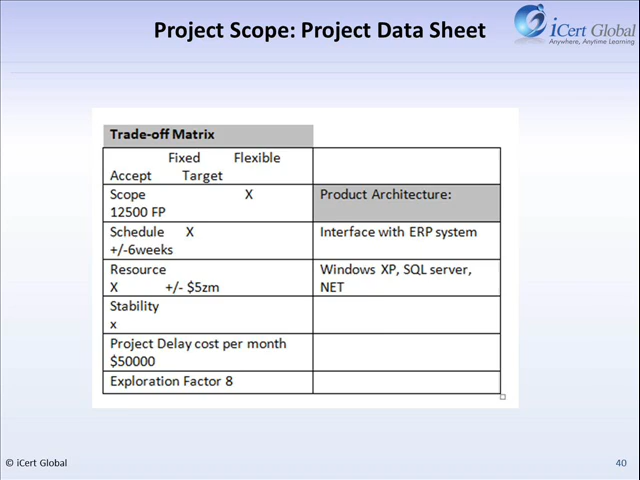 Project Scope: Project Data Sheet
iCert Global
Anywhere, Anytime Learning
Trade-off Matrix
Fixed Flexible
Accept Target
Scope X
12500 FP
Product Architecture:
Schedule X
+/-6weeks
Interface with ERP system
Resource
X +/- $5zm
Windows XP, SQL server,
NET
Stability
x
Project Delay cost per month
$50000
Exploration Factor 8
© iCert Global
40